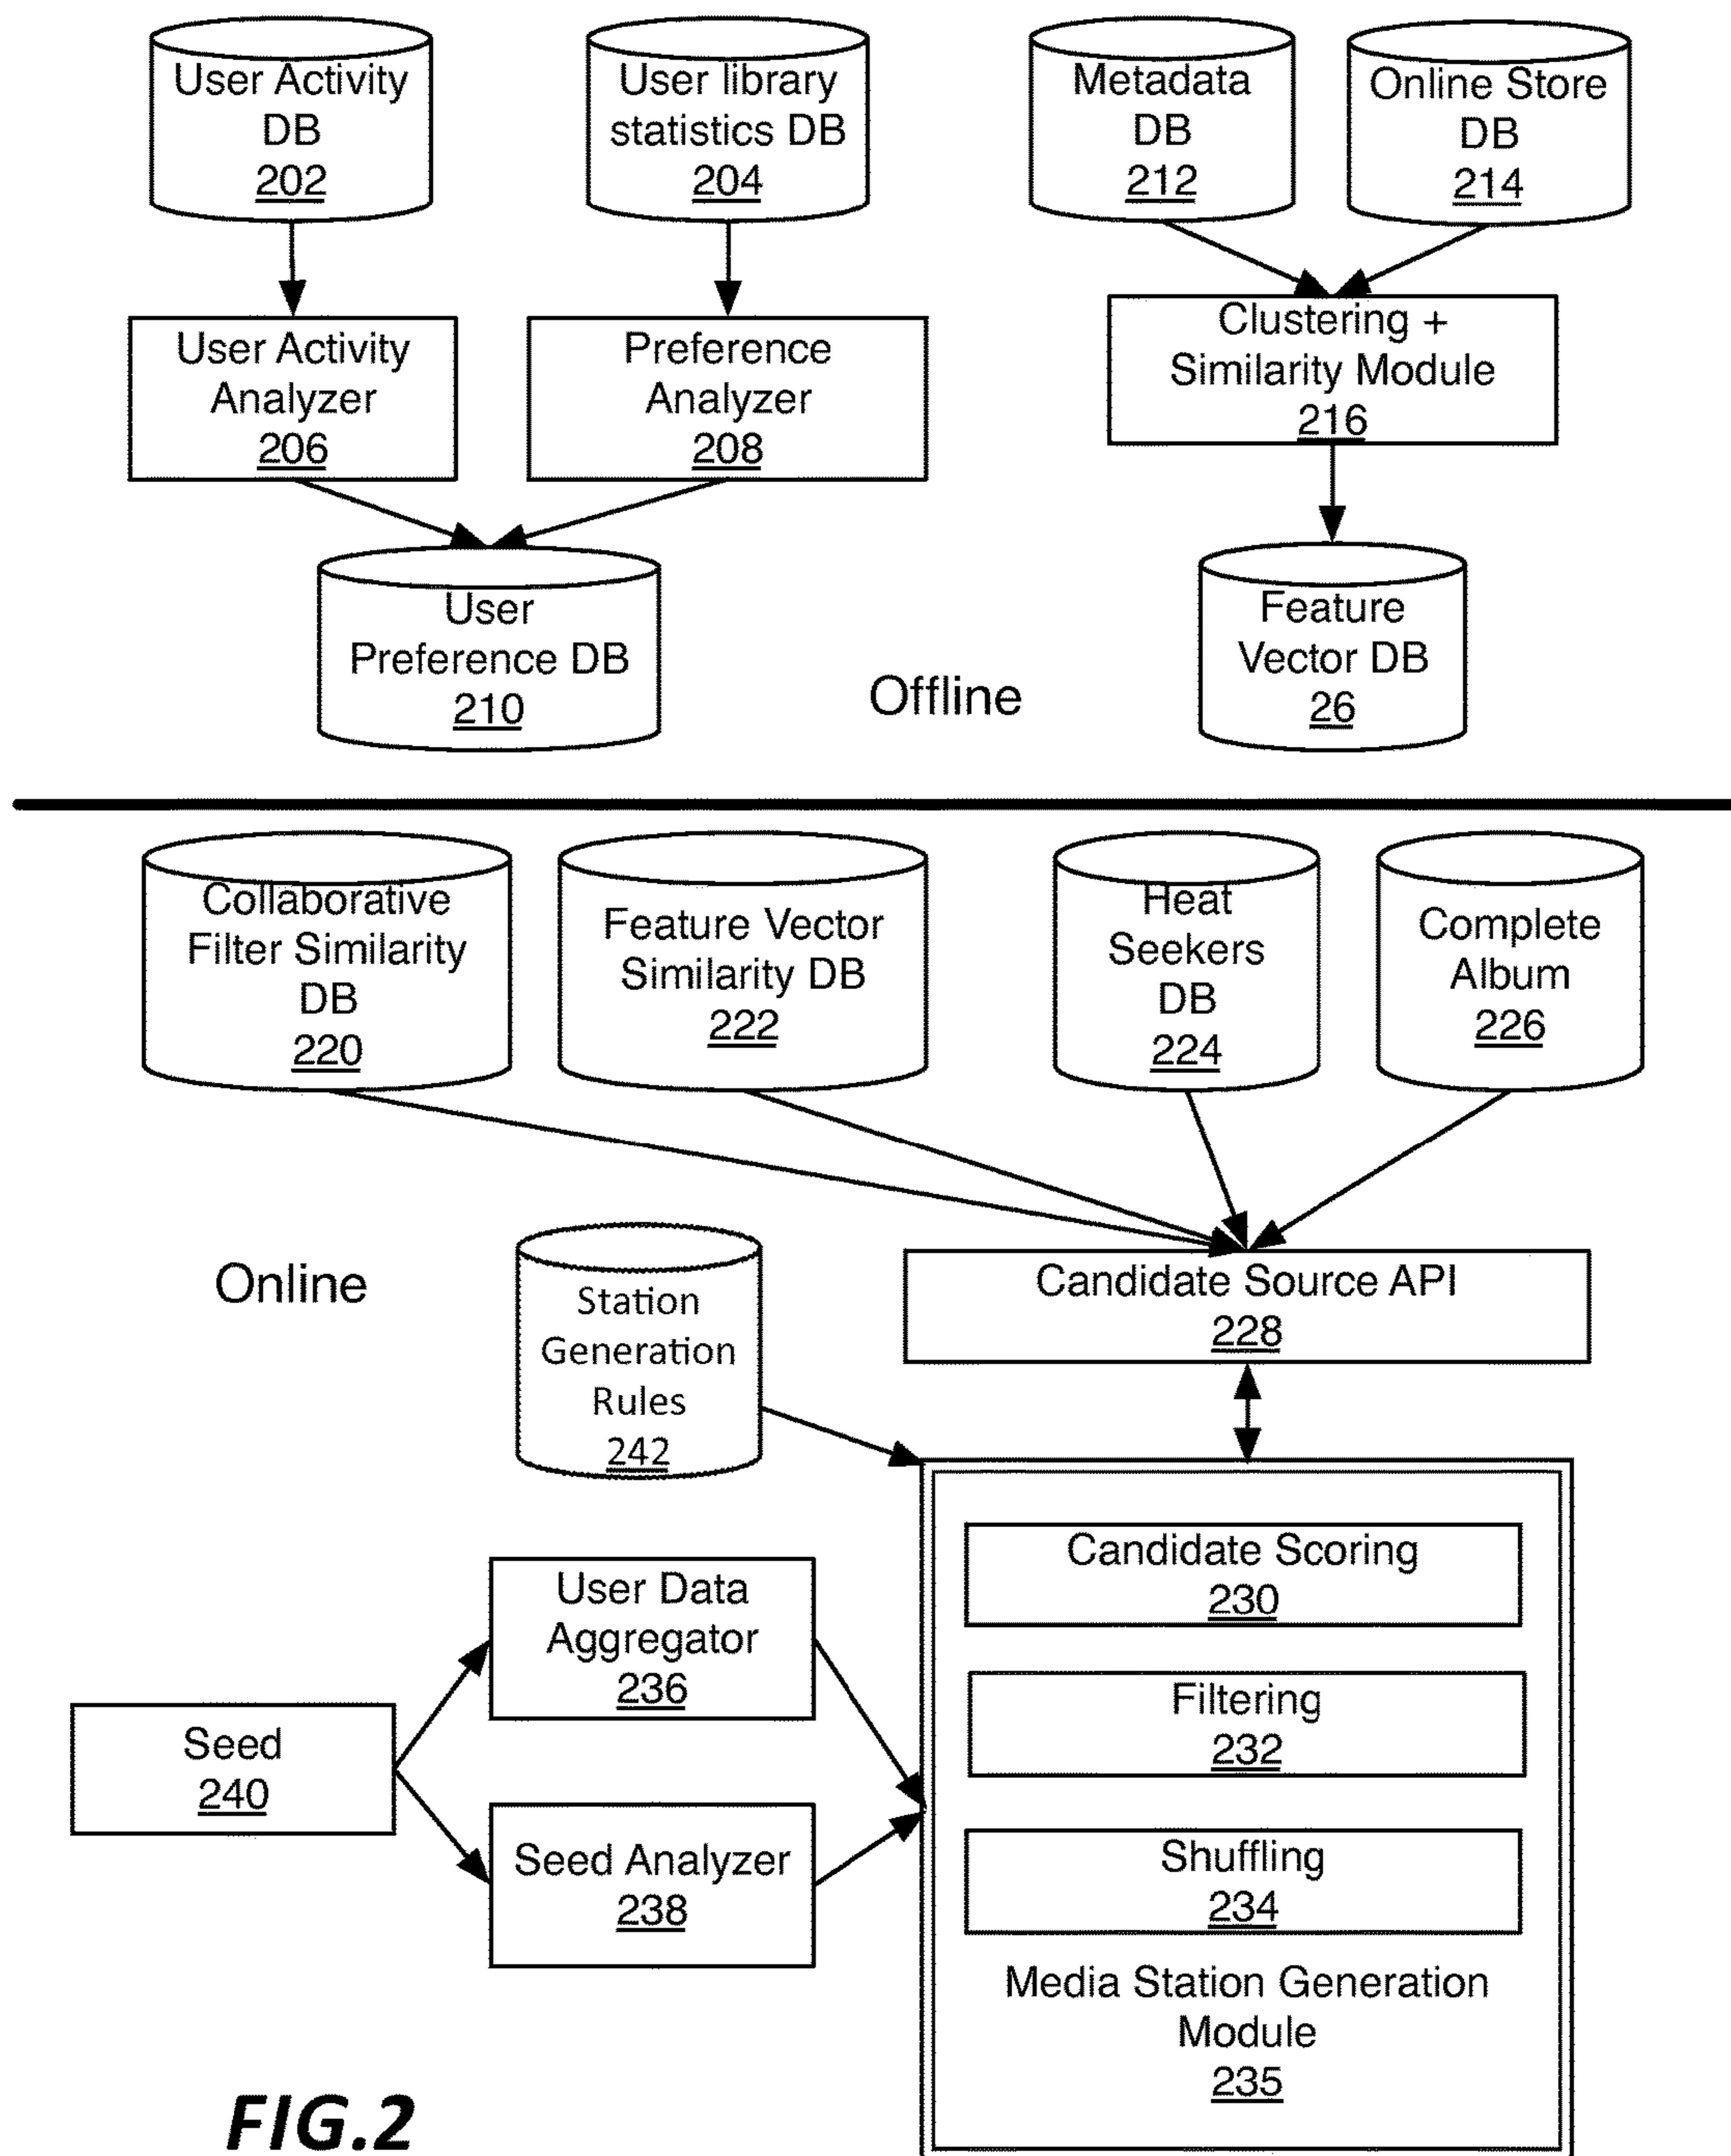 User Activity
DB
202
User library
statistics DB
204
Metadata
DB
212
Online Store
DB
214
User Activity
Analyzer
206
Preference
Analyzer
208
Clustering +
Similarity Module
216
User
Preference DB
210
Feature
Vector DB
26
Offline
Collaborative
Filter Similarity
DB
220
Feature Vector
Similarity DB
222
Heat
Seekers
DB
224
Complete
Album
226
Online
Station
Generation
Rules
242
Candidate Source API
228
Candidate Scoring
230
User Data
Aggregator
236
Filtering
232
Seed
240
Seed Analyzer
238
Shuffling
234
Media Station Generation
Module
235
FIG.2